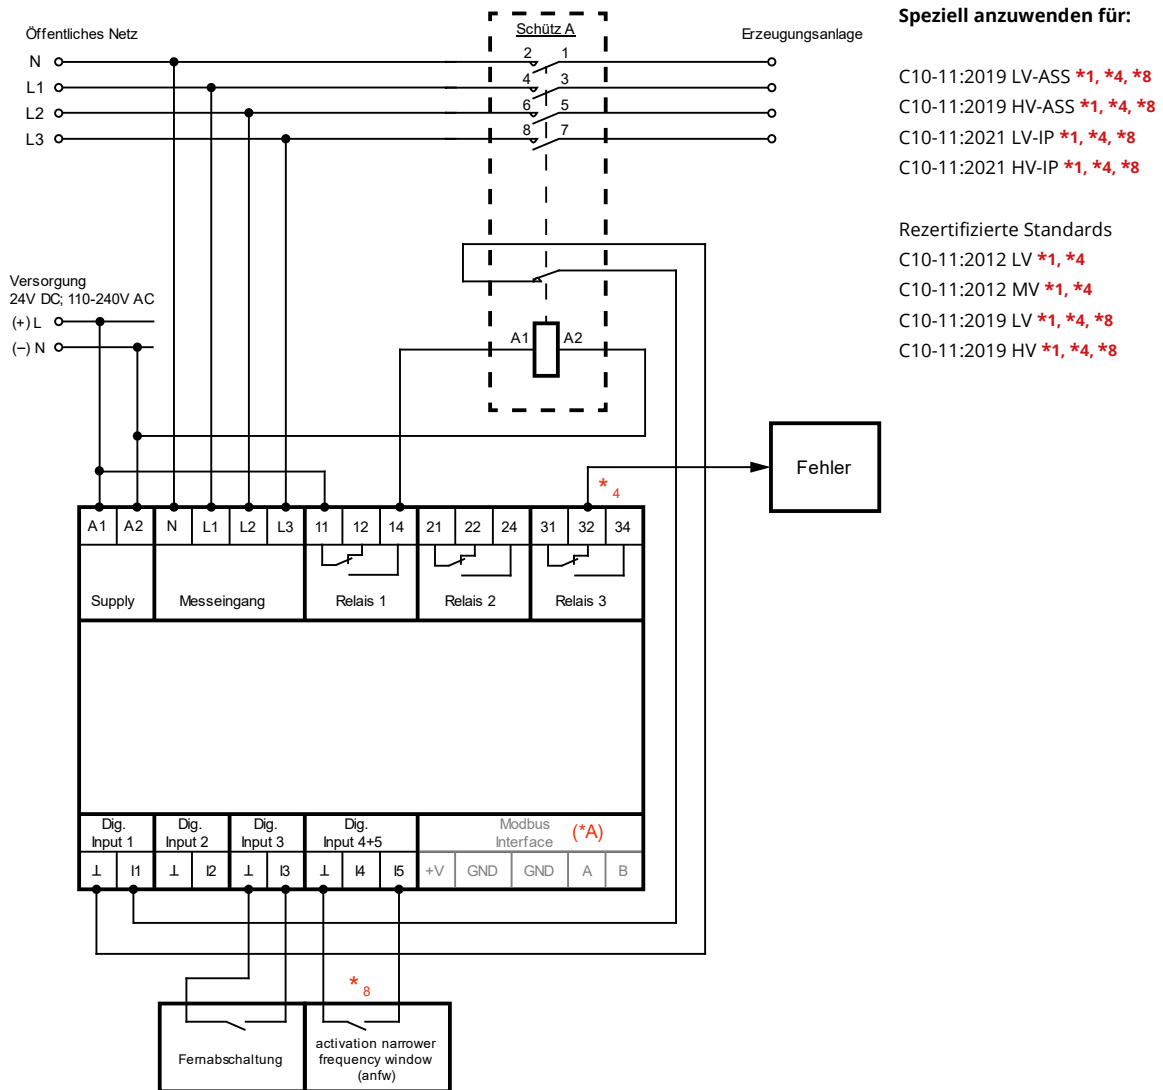 Speziell anzuwenden für:
C10-11:2019 LV-ASS *1, *4, *8
C10-11:2019 HV-ASS *1, *4, *8
C10-11:2021 LV-IP *1, *4, *8
C10-11:2021 HV-IP *1, *4, *8
Rezertifizierte Standards
C10-11:2012 LV *1, *4
C10-11:2012 MV *1, *4
C10-11:2019 LV *1, *4, *8
C10-11:2019 HV *1, *4, *8
Öffentliches Netz
Schütz A
Erzeugungsanlage
N 2 1
L1 4 3
L2 6 5
L3 8 7
Versorgung
24V DC; 110-240V AC
(+) L
(−) N
A1 A2
Fehler
* 4
A1 A2 N L1 L2 L3 11 12 14 21 22 24 31 32 34
Supply Messeingang Relais 1 Relais 2 Relais 3
Dig. Dig. Dig. Dig. Modbus
Input 1 Input 2 Input 3 Input 4+5 Interface (*A)
⊥ I1 ⊥ I2 ⊥ I3 ⊥ I4 I5 +V GND GND A B
* 8
Fernabschaltung
activation narrower
frequency window
(anfw)